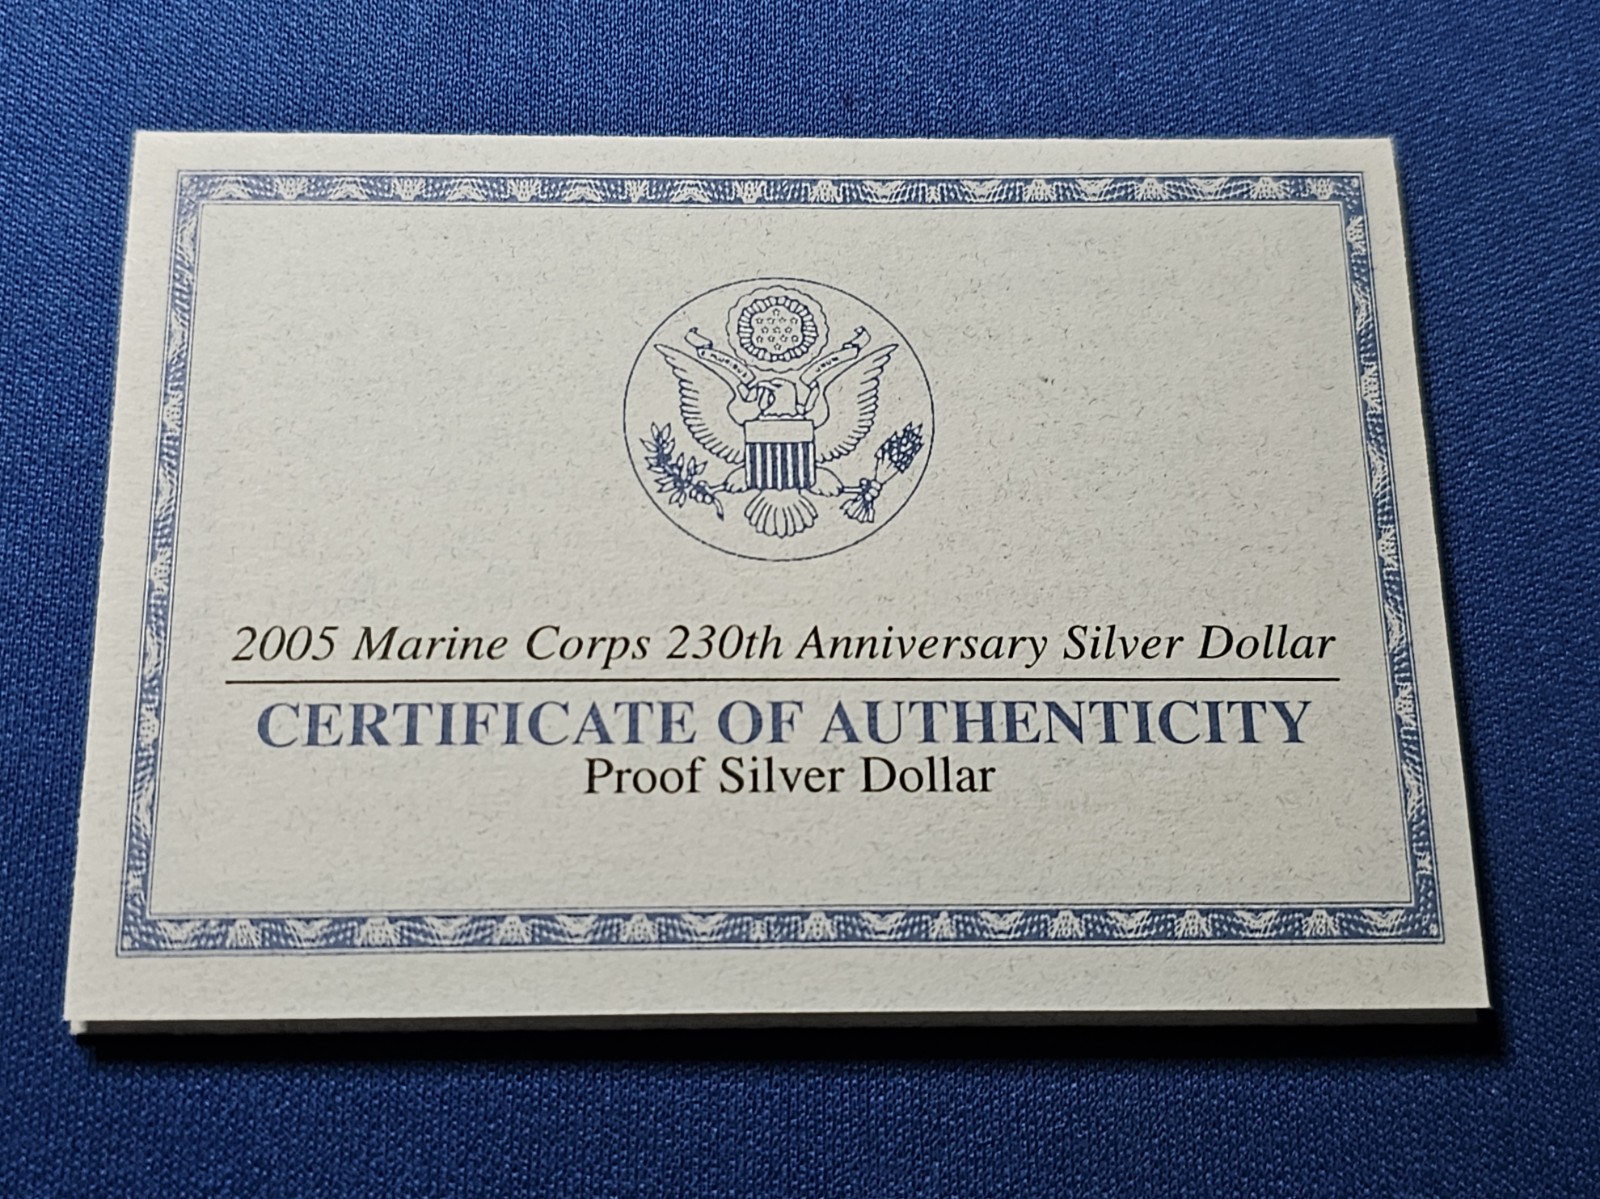 2005 Marine Corps 230th Anniversary Silver Dollar
CERTIFICATE OF AUTHENTICITY
Proof Silver Dollar